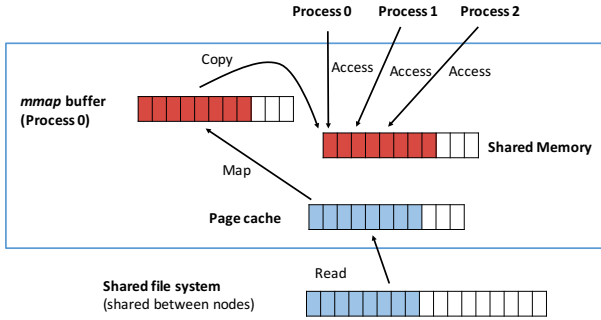 Process 0
Process 1
Process 2
Copy
Access
Access
Access
mmap buffer
(Process 0)
Shared Memory
Map
Page cache
Read
Shared file system
(shared between nodes)